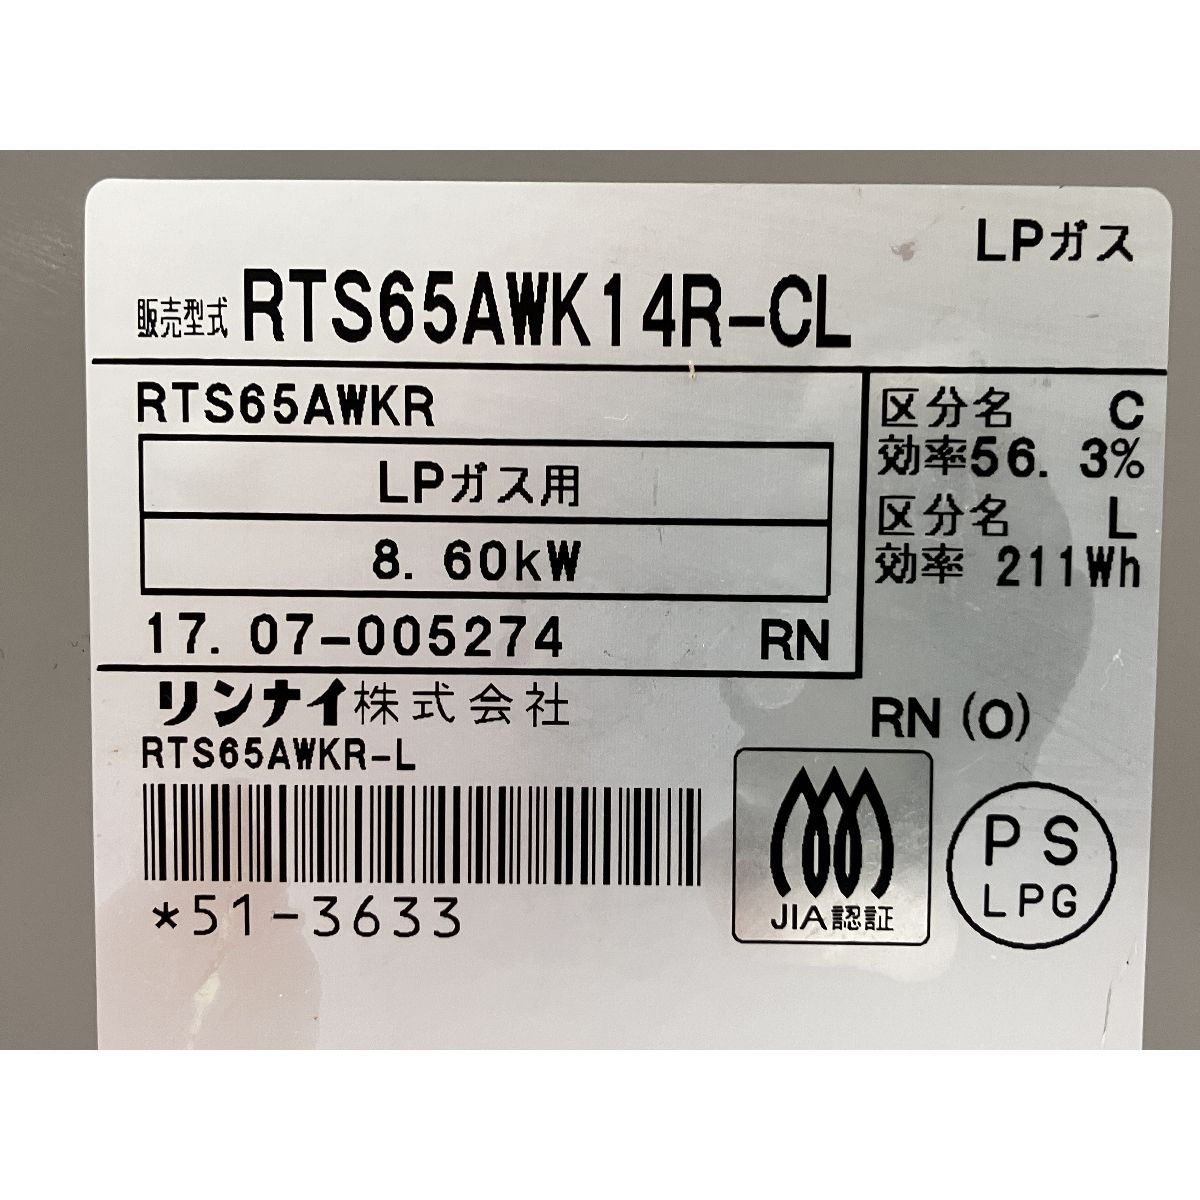 LPガス
販売型式 RTS65AWK14R-CL
RTS65AWKR
LPガス用
8.60kW
17.07-005274 RN
区分名 C
効率56.3%
区分名 L
効率 211Wh
リンナイ株式会社
RN(O)
RTS65AWKR-L
*51-3633
JIA認証
PS
LPG